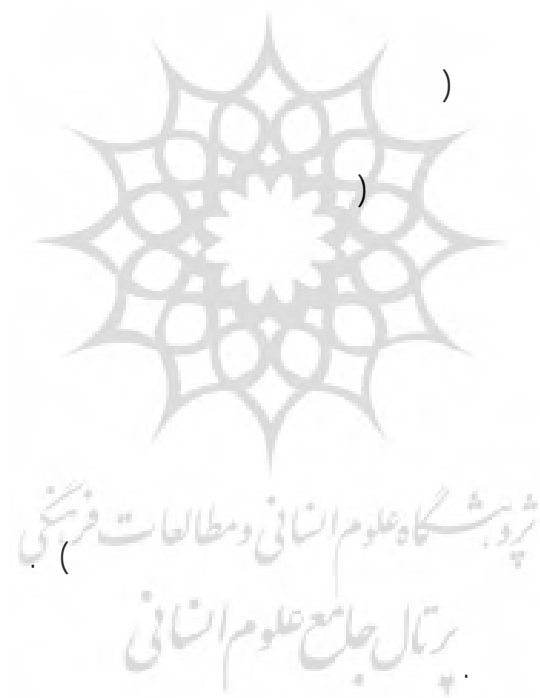 )
)
پژوهشگاه علوم انسانی و مطالعات فرهنگی
. (
پرتال جامع علوم انسانی
.